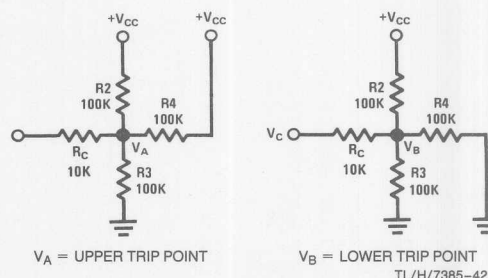 +VCC
+VCC
R2
100K
R4
100K
VA
RC
10K
R3
100K
VA = UPPER TRIP POINT
+VCC
R2
100K
R4
100K
VC
VB
RC
10K
R3
100K
VB = LOWER TRIP POINT
TL/H/7385–42